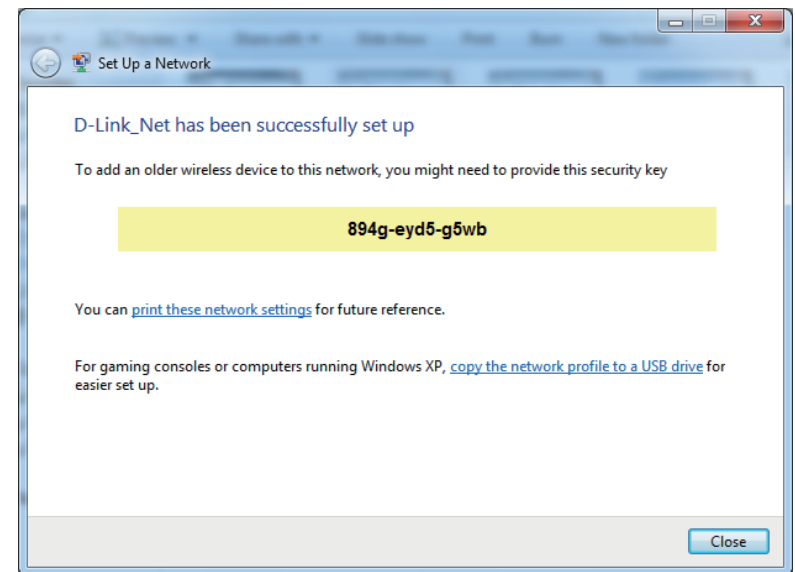 Set Up a Network
D-Link_Net has been successfully set up
To add an older wireless device to this network, you might need to provide this security key
894g-eyd5-g5wb
You can print these network settings for future reference.
For gaming consoles or computers running Windows XP, copy the network profile to a USB drive for
easier set up.
Close